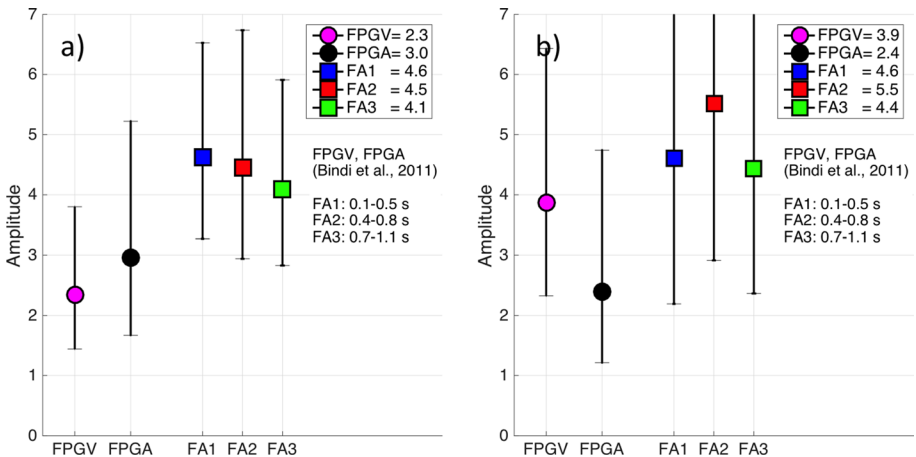 a)
7
6
5
4
3
2
1
0
Amplitude
FPGV= 2.3
FPGA= 3.0
FA1 = 4.6
FA2 = 4.5
FA3 = 4.1
FPGV, FPGA
(Bindi et al., 2011)
FA1: 0.1-0.5 s
FA2: 0.4-0.8 s
FA3: 0.7-1.1 s
FPGV FPGA FA1 FA2 FA3
b)
7
6
5
4
3
2
1
0
Amplitude
FPGV= 3.9
FPGA= 2.4
FA1 = 4.6
FA2 = 5.5
FA3 = 4.4
FPGV, FPGA
(Bindi et al., 2011)
FA1: 0.1-0.5 s
FA2: 0.4-0.8 s
FA3: 0.7-1.1 s
FPGV FPGA FA1 FA2 FA3